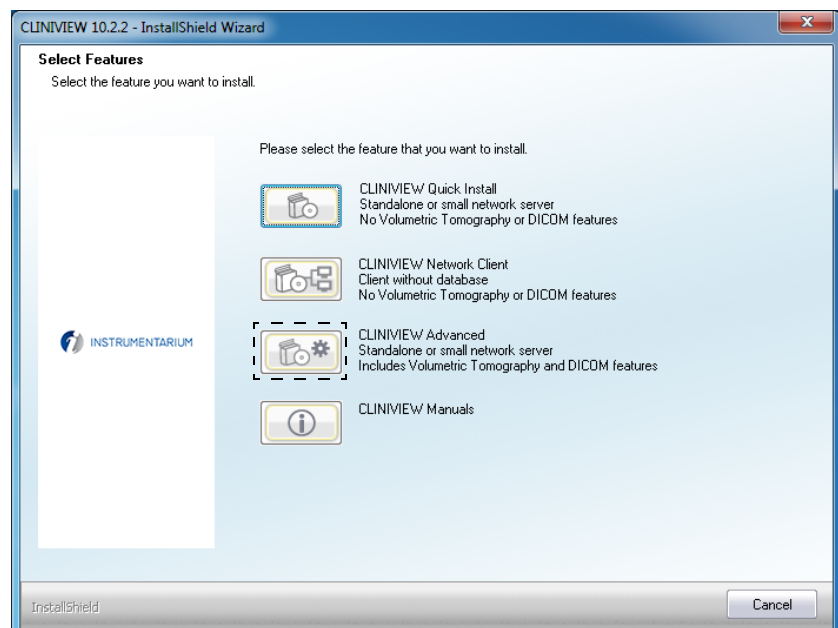 CLINIVIEW 10.2.2 - InstallShield Wizard
Select Features
Select the feature you want to install.
Please select the feature that you want to install.
CLINIVIEW Quick Install
Standalone or small network server
No Volumetric Tomography or DICOM features
CLINIVIEW Network Client
Client without database
No Volumetric Tomography or DICOM features
INSTRUMENTARIUM
CLINIVIEW Advanced
Standalone or small network server
Includes Volumetric Tomography and DICOM features
CLINIVIEW Manuals
InstallShield
Cancel